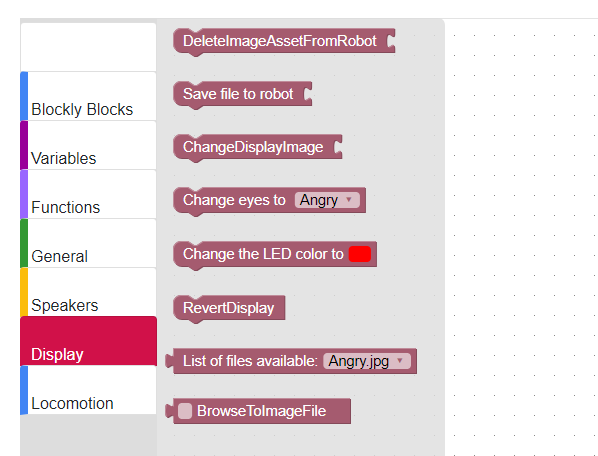 DeleteImageAssetFromRobot
Save file to robot
ChangeDisplayImage
Change eyes to Angry
Change the LED color to
RevertDisplay
List of files available: Angry.jpg
BrowseToImageFile
Blockly Blocks
Variables
Functions
General
Speakers
Display
Locomotion